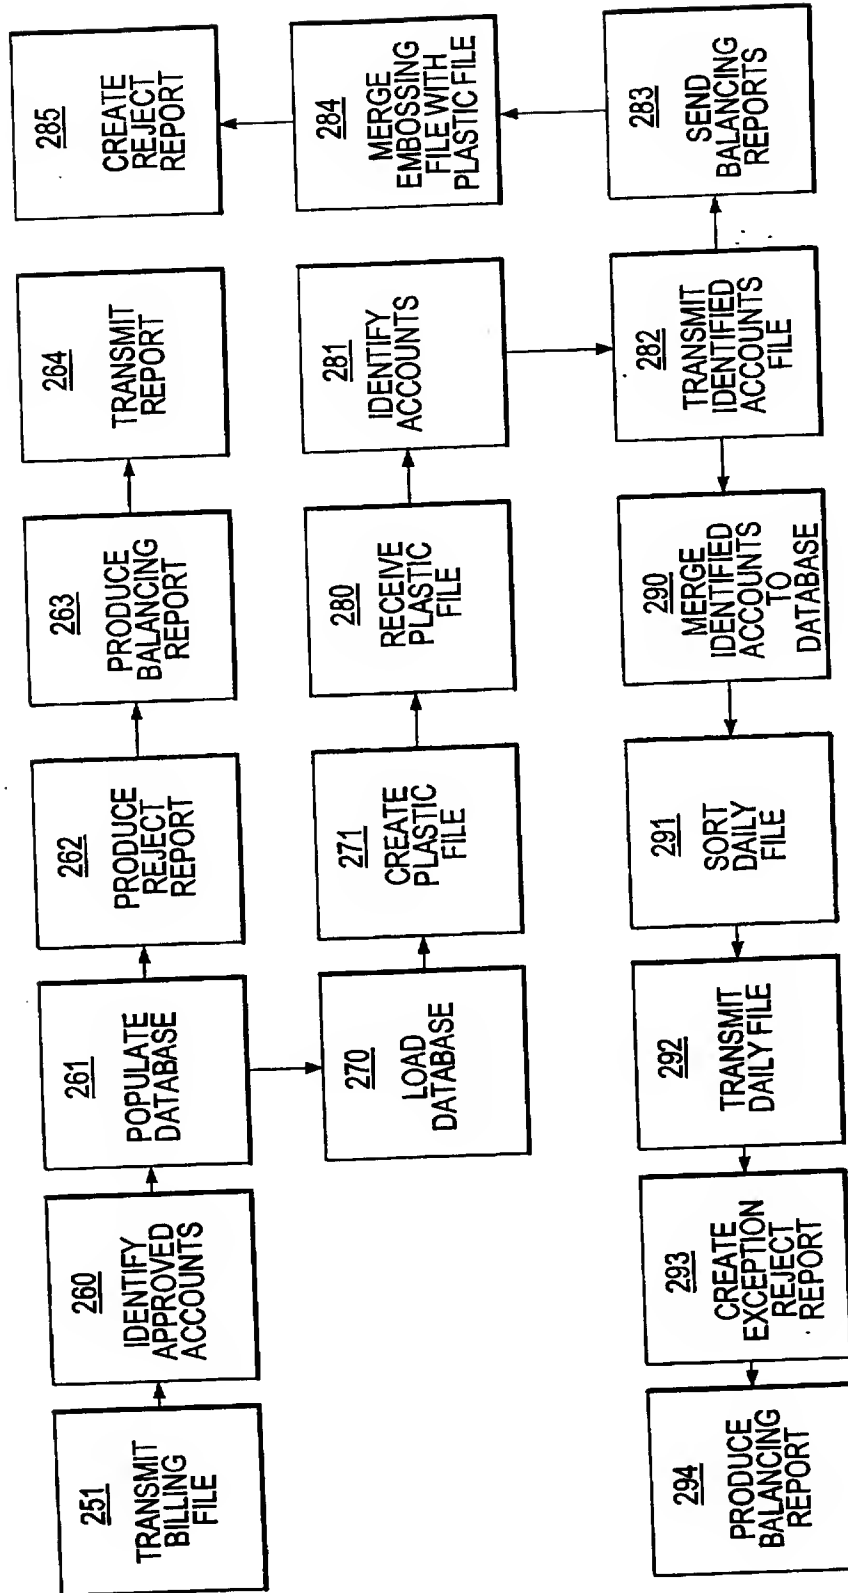 251
TRANSMIT
BILLING
FILE
260
IDENTIFY
APPROVED
ACCOUNTS
261
POPULATE
DATABASE
262
PRODUCE
REJECT
REPORT
263
PRODUCE
BALANCING
REPORT
264
TRANSMIT
REPORT
285
CREATE
REJECT
REPORT
270
LOAD
DATABASE
271
CREATE
PLASTIC
FILE
280
RECEIVE
PLASTIC
FILE
281
IDENTIFY
ACCOUNTS
284
MERGE
EMBOSSING
FILE WITH
PLASTIC FILE
294
PRODUCE
BALANCING
REPORT
293
CREATE
EXCEPTION
REJECT
REPORT
292
TRANSMIT
DAILY FILE
291
SORT
DAILY
FILE
290
MERGE
IDENTIFIED
ACCOUNTS
TO
DATABASE
282
TRANSMIT
IDENTIFIED
ACCOUNTS
FILE
283
SEND
BALANCING
REPORTS